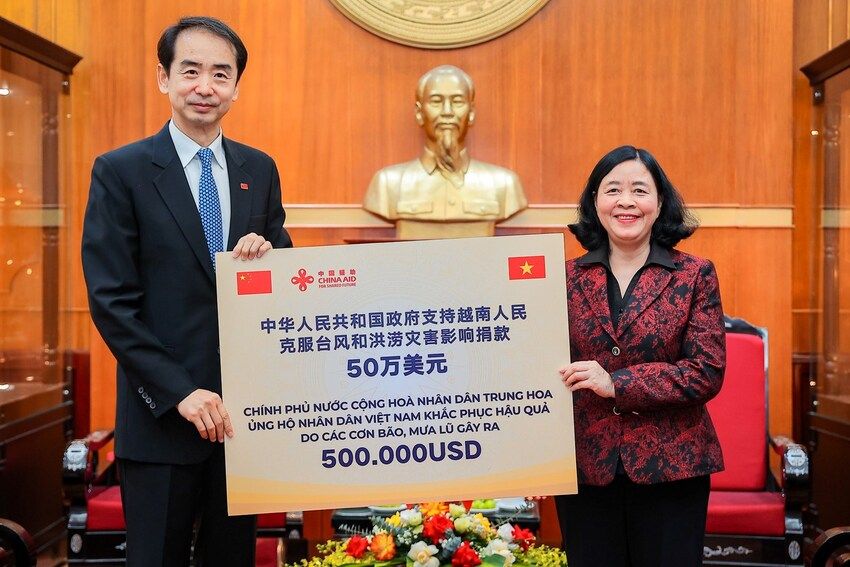 中国援助
CHINA AID
FOR SHARED FUTURE
中华人民共和国政府支持越南人民
克服台风和洪涝灾害影响捐款
50万美元
CHÍNH PHỦ NƯỚC CỘNG HOÀ NHÂN DÂN TRUNG HOA
ỦNG HỘ NHÂN DÂN VIỆT NAM KHẮC PHỤC HẬU QUẢ
DO CÁC CƠN BÃO, MƯA LŨ GÂY RA
500.000USD